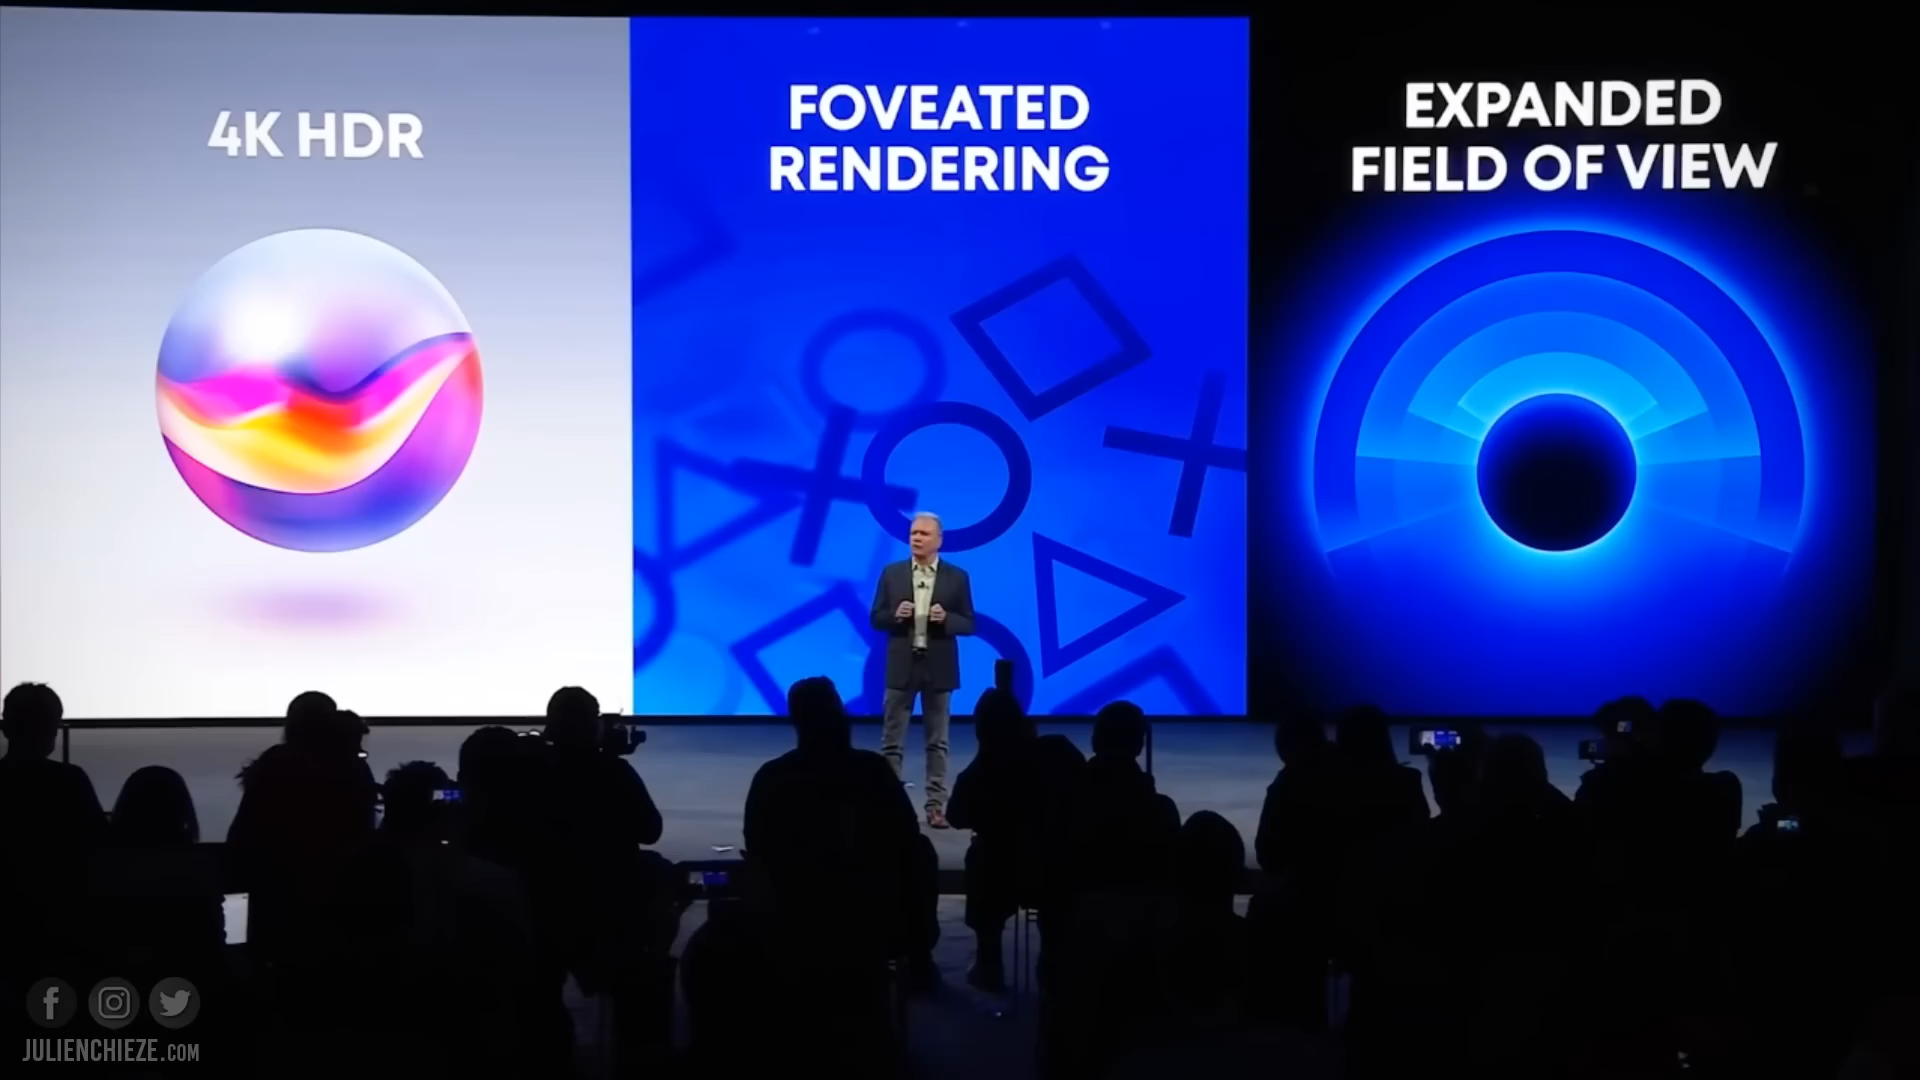 4K HDR
FOVEATED
RENDERING
EXPANDED
FIELD OF VIEW
JULIENCHIEZE.COM